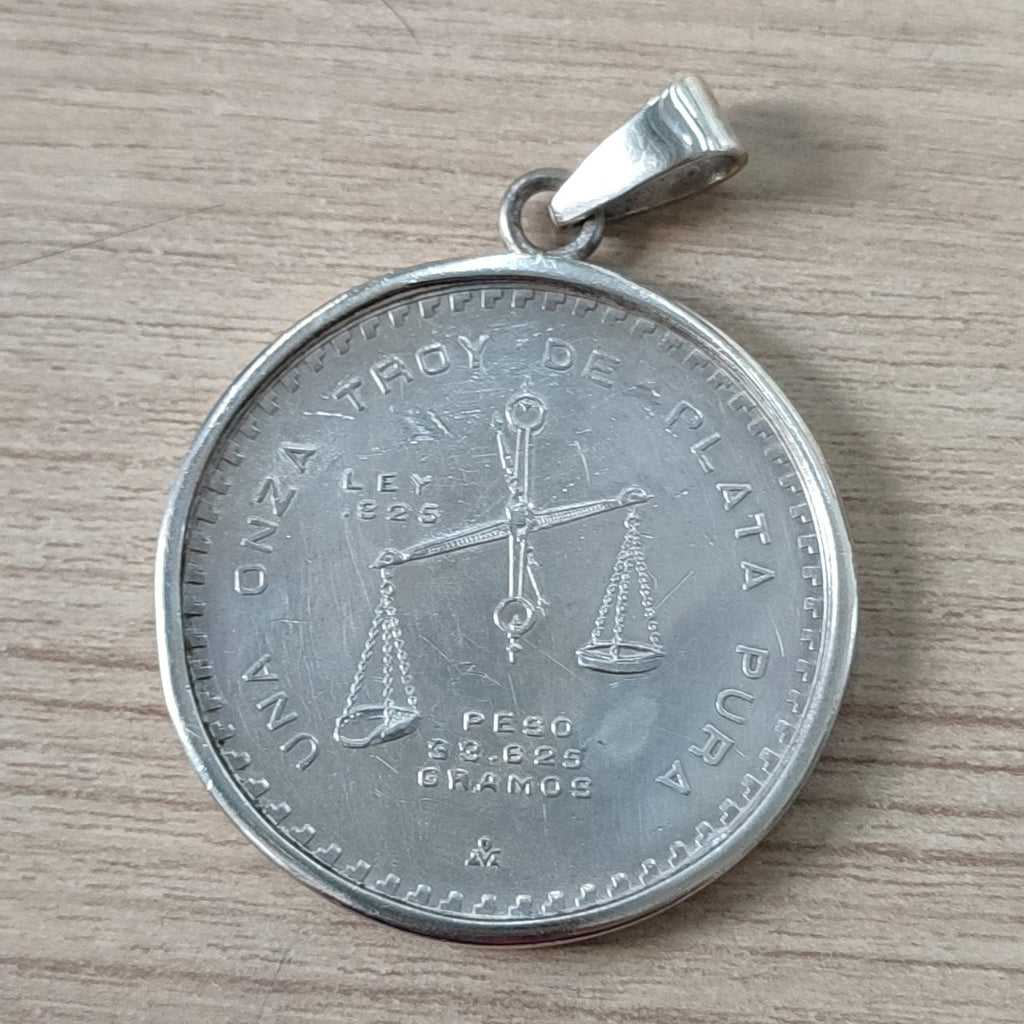 UNA ONZA TROY DE PLATA PURA
LEY
.925
PESO
33.625
GRAMOS
M